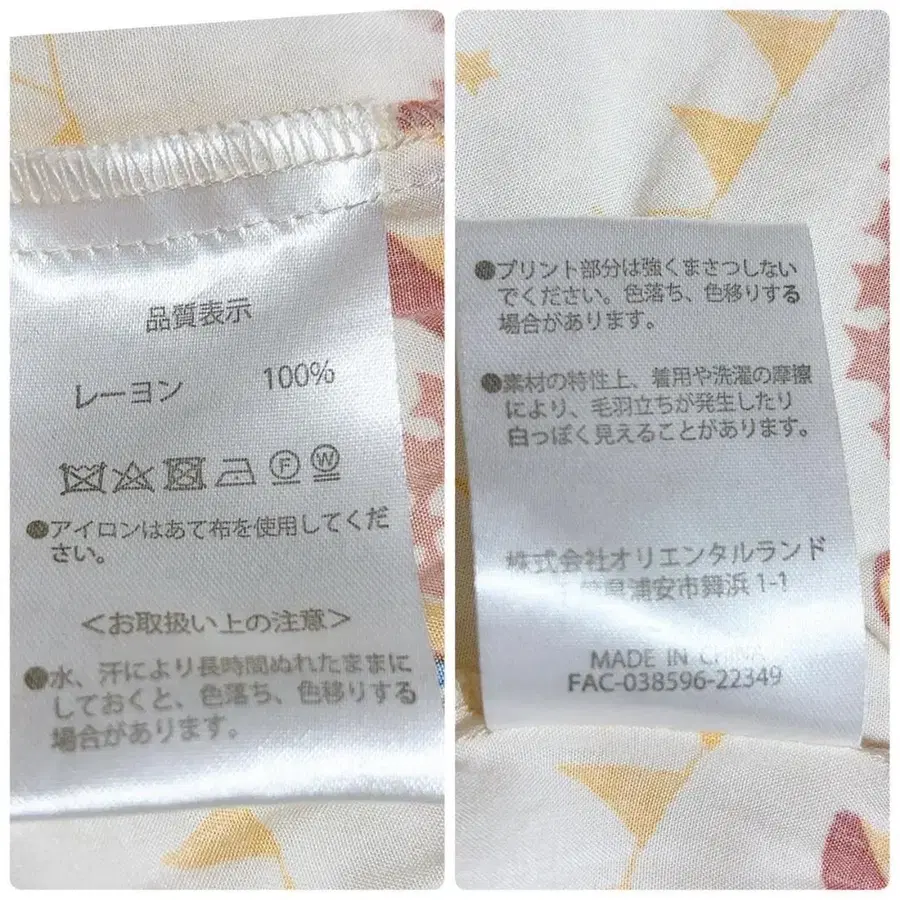 品質表示
レーヨン 100%
F W
●アイロンはあて布を使用してくだ
さい。
<お取扱い上の注意>
●水、汗により長時間ぬれたままに
しておくと、色落ち、色移りする
場合があります。
●プリント部分は強くまさつしない
でください。色落ち、色移りする
場合があります。
●素材の特性上、着用や洗濯の摩擦
により、毛羽立ちが発生したり
白っぽく見えることがあります。
株式会社オリエンタルランド
県浦安市舞浜 1-1
MADE IN CHINA
FAC-038596-22349